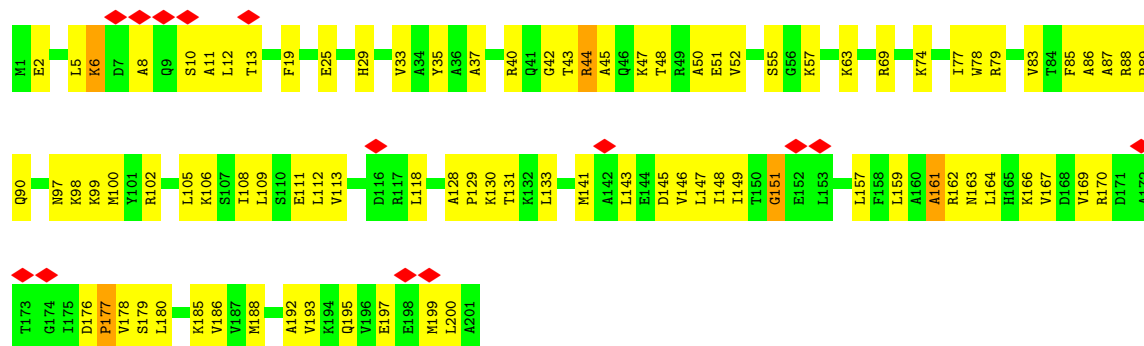 M1 E2 L5 K6 D7 A8 Q9 S10 A11 L12 T13 F19 E25 H29 V33 A34 Y35 A36 A37 R40 Q41 G42 T43 R44 A45 Q46 K47 T48 R49 A50 E51 V52 S55 G56 K57 K63 R69 K74 I77 W78 R79 V83 T84 F85 A86 A87 R88
Q90 N97 K98 K99 M100 Y101 R102 L105 K106 S107 I108 L109 S110 E111 L112 V113 D116 R117 L118 A128 P129 K130 T131 K132 L133 M141 A142 L143 E144 D145 V146 L147 I148 I149 T150 G151 E152 L153 L157 F158 L159 A160 A161 R162 N163 L164 H165 K166 V167 D168 V169 R170 D171
T173 G174 I175 D176 P177 V178 S179 L180 K185 V186 V187 M188 A192 V193 K194 Q195 V196 E197 E198 M199 L200 A201